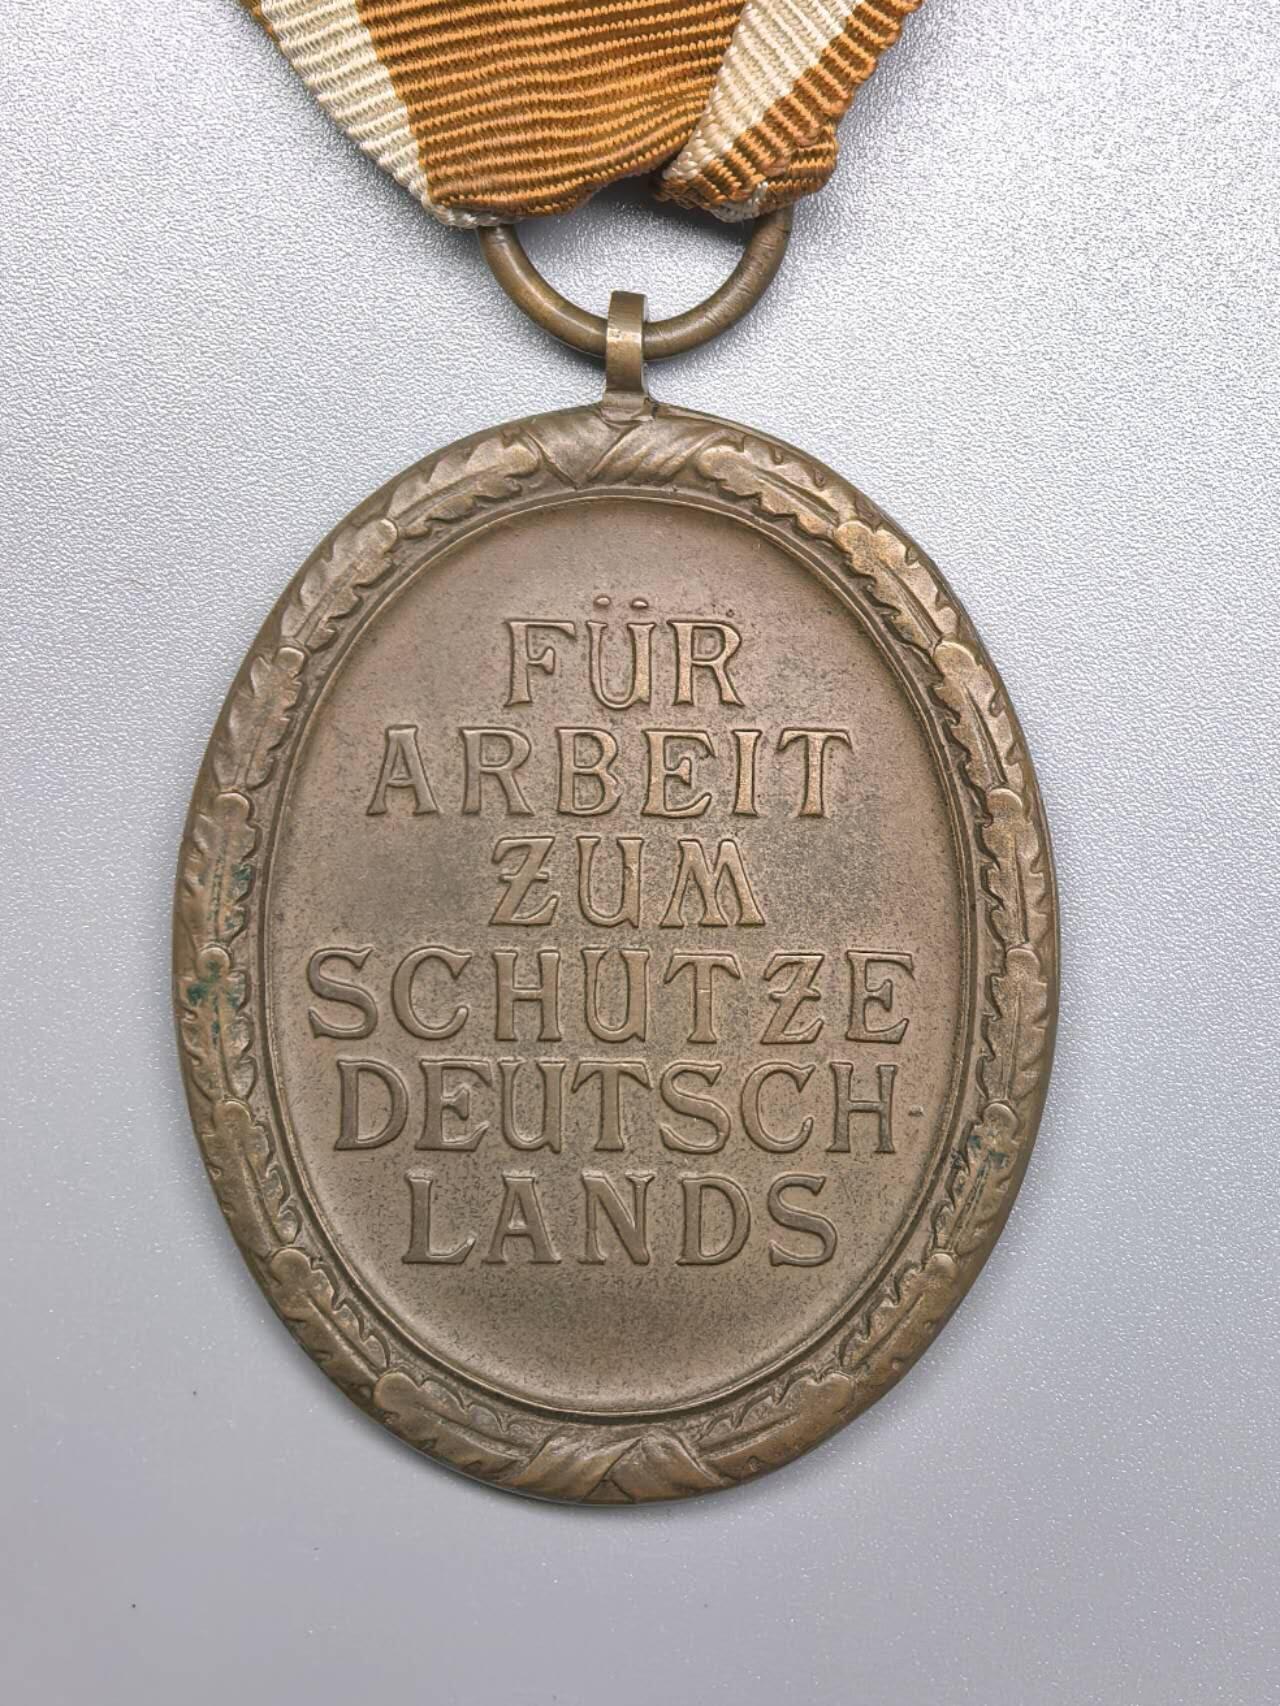 FÜR
ARBEIT
ZUM
SCHUTZE
DEUTSCH-
LANDS